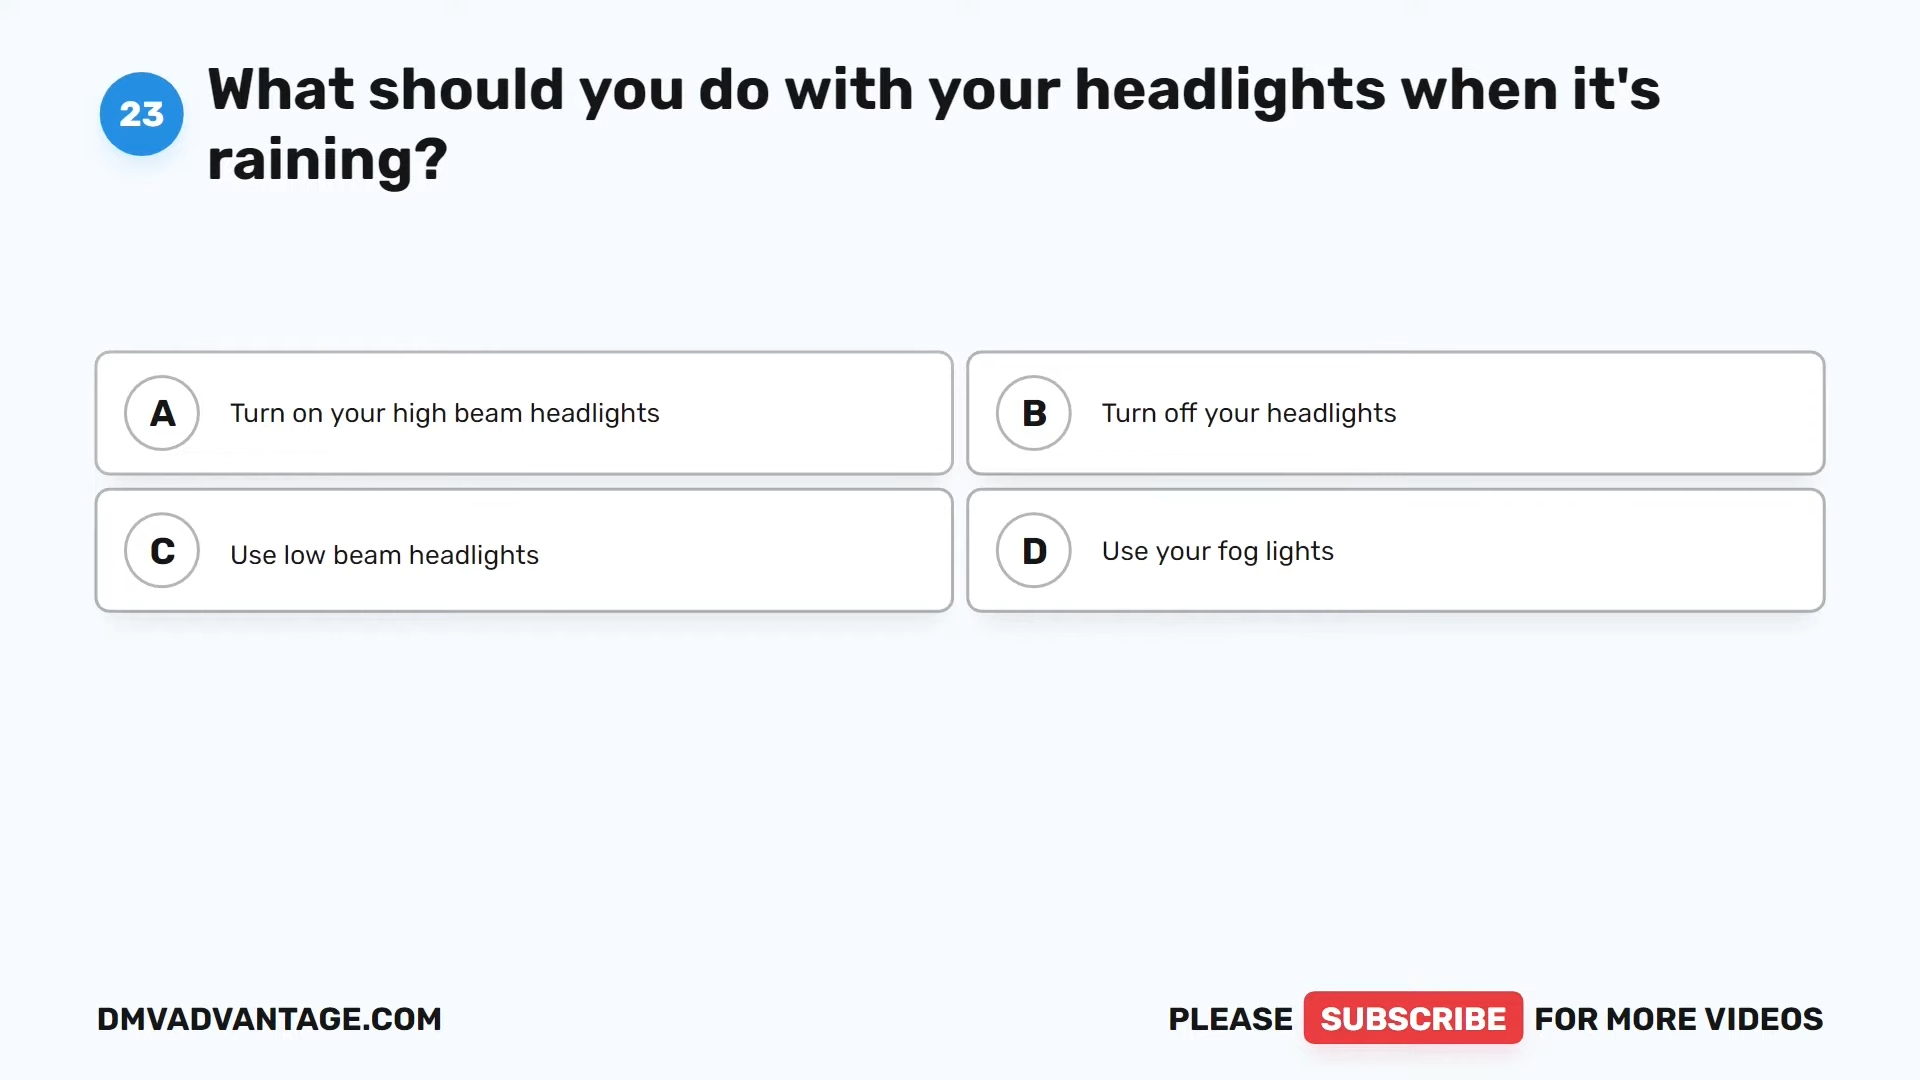 23
What should you do with your headlights when it's
raining?
A Turn on your high beam headlights
B Turn off your headlights
C Use low beam headlights
D Use your fog lights
DMVADVANTAGE.COM
PLEASE SUBSCRIBE FOR MORE VIDEOS